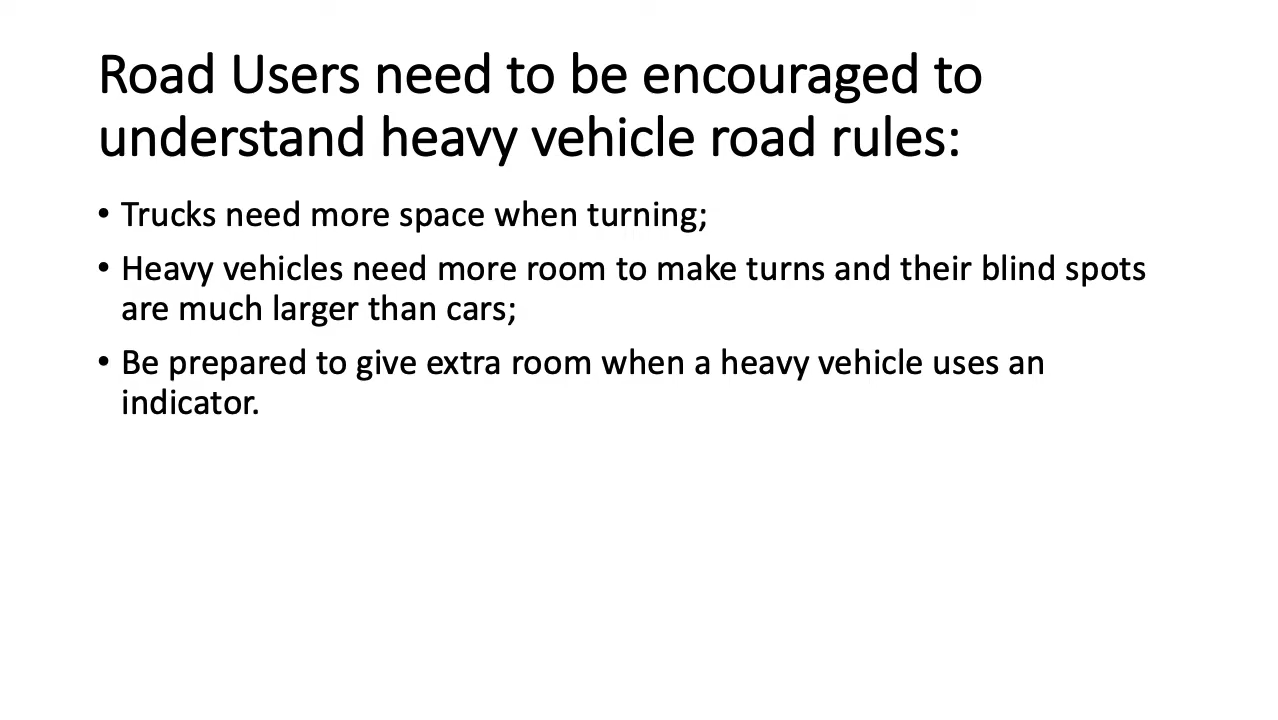 Road Users need to be encouraged to
understand heavy vehicle road rules:
• Trucks need more space when turning;
• Heavy vehicles need more room to make turns and their blind spots
are much larger than cars;
• Be prepared to give extra room when a heavy vehicle uses an
indicator.